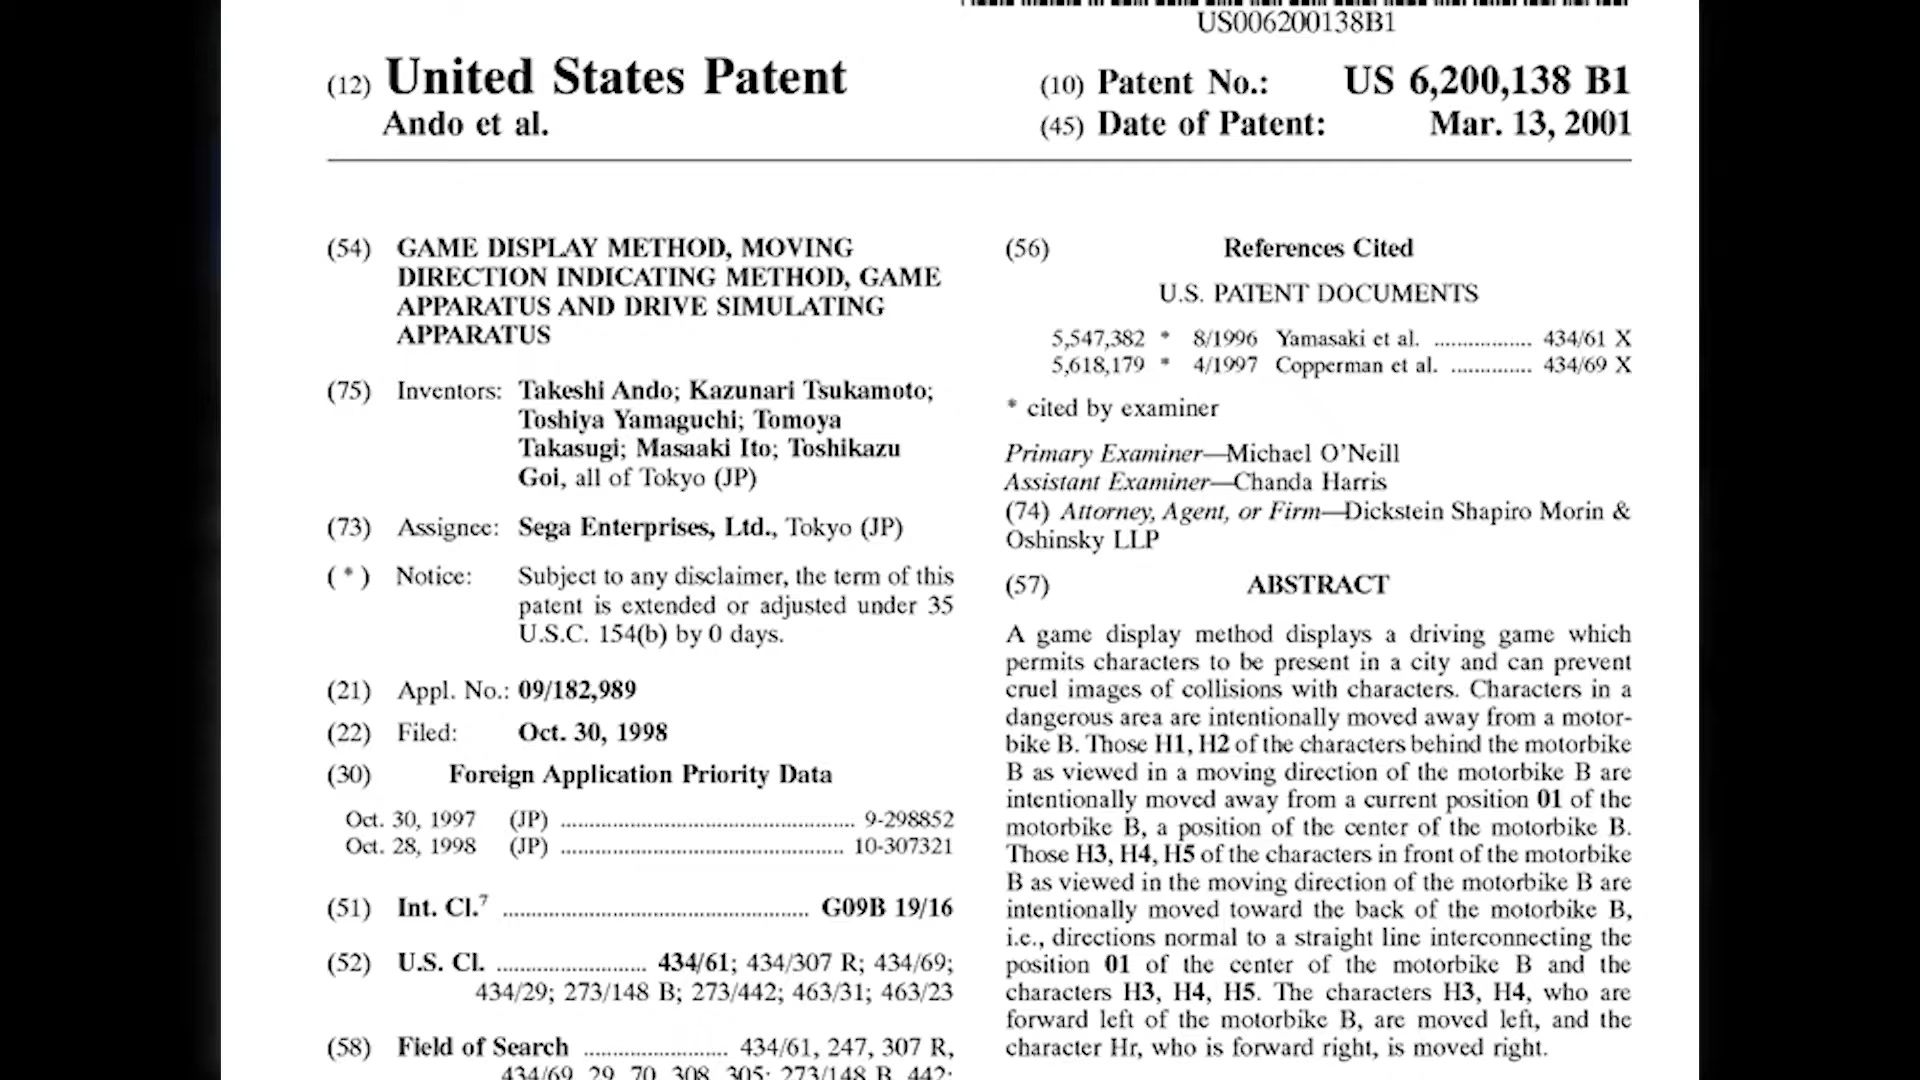 US006200138B1
(12) United States Patent
Ando et al.
(10) Patent No.: US 6,200,138 B1
(45) Date of Patent: Mar. 13, 2001
(54) GAME DISPLAY METHOD, MOVING
DIRECTION INDICATING METHOD, GAME
APPARATUS AND DRIVE SIMULATING
APPARATUS
(75) Inventors: Takeshi Ando; Kazunari Tsukamoto;
Toshiya Yamaguchi; Tomoya
Takasugi; Masaaki Ito; Toshikazu
Goi, all of Tokyo (JP)
(73) Assignee: Sega Enterprises, Ltd., Tokyo (JP)
(*) Notice: Subject to any disclaimer, the term of this
patent is extended or adjusted under 35
U.S.C. 154(b) by 0 days.
(21) Appl. No.: 09/182,989
(22) Filed: Oct. 30, 1998
(30) Foreign Application Priority Data
Oct. 30, 1997 (JP) ................................................ 9-298852
Oct. 28, 1998 (JP) .............................................. 10-307321
(51) Int. Cl.7 .................................................. G09B 19/16
(52) U.S. Cl. ........................ 434/61; 434/307 R; 434/69;
434/29; 273/148 B; 273/442; 463/31; 463/23
(58) Field of Search ........................ 434/61, 247, 307 R,
434/69, 29, 70, 308, 305; 273/148 B, 442;
(56) References Cited
U.S. PATENT DOCUMENTS
5,547,382 * 8/1996 Yamasaki et al. ................. 434/61 X
5,618,179 * 4/1997 Copperman et al. .............. 434/69 X
* cited by examiner
Primary Examiner—Michael O'Neill
Assistant Examiner—Chanda Harris
(74) Attorney, Agent, or Firm—Dickstein Shapiro Morin &
Oshinsky LLP
(57) ABSTRACT
A game display method displays a driving game which
permits characters to be present in a city and can prevent
cruel images of collisions with characters. Characters in a
dangerous area are intentionally moved away from a motor-
bike B. Those H1, H2 of the characters behind the motorbike
B as viewed in a moving direction of the motorbike B are
intentionally moved away from a current position 01 of the
motorbike B, a position of the center of the motorbike B.
Those H3, H4, H5 of the characters in front of the motorbike
B as viewed in the moving direction of the motorbike B are
intentionally moved toward the back of the motorbike B,
i.e., directions normal to a straight line interconnecting the
position 01 of the center of the motorbike B and the
characters H3, H4, H5. The characters H3, H4, who are
forward left of the motorbike B, are moved left, and the
character Hr, who is forward right, is moved right.